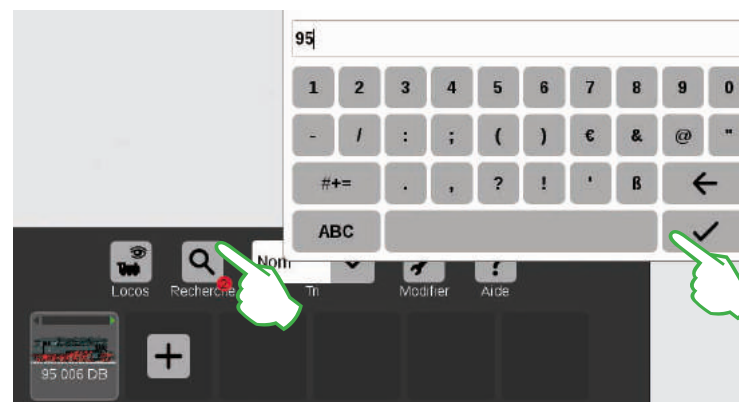 95
1 2 3 4 5 6 7 8 9 0
- / : ; ( ) € & @ "
#+= . , ? ! ' ß
ABC
Nom
Locos Recherche Tri Modifier Aide
95 006 DB